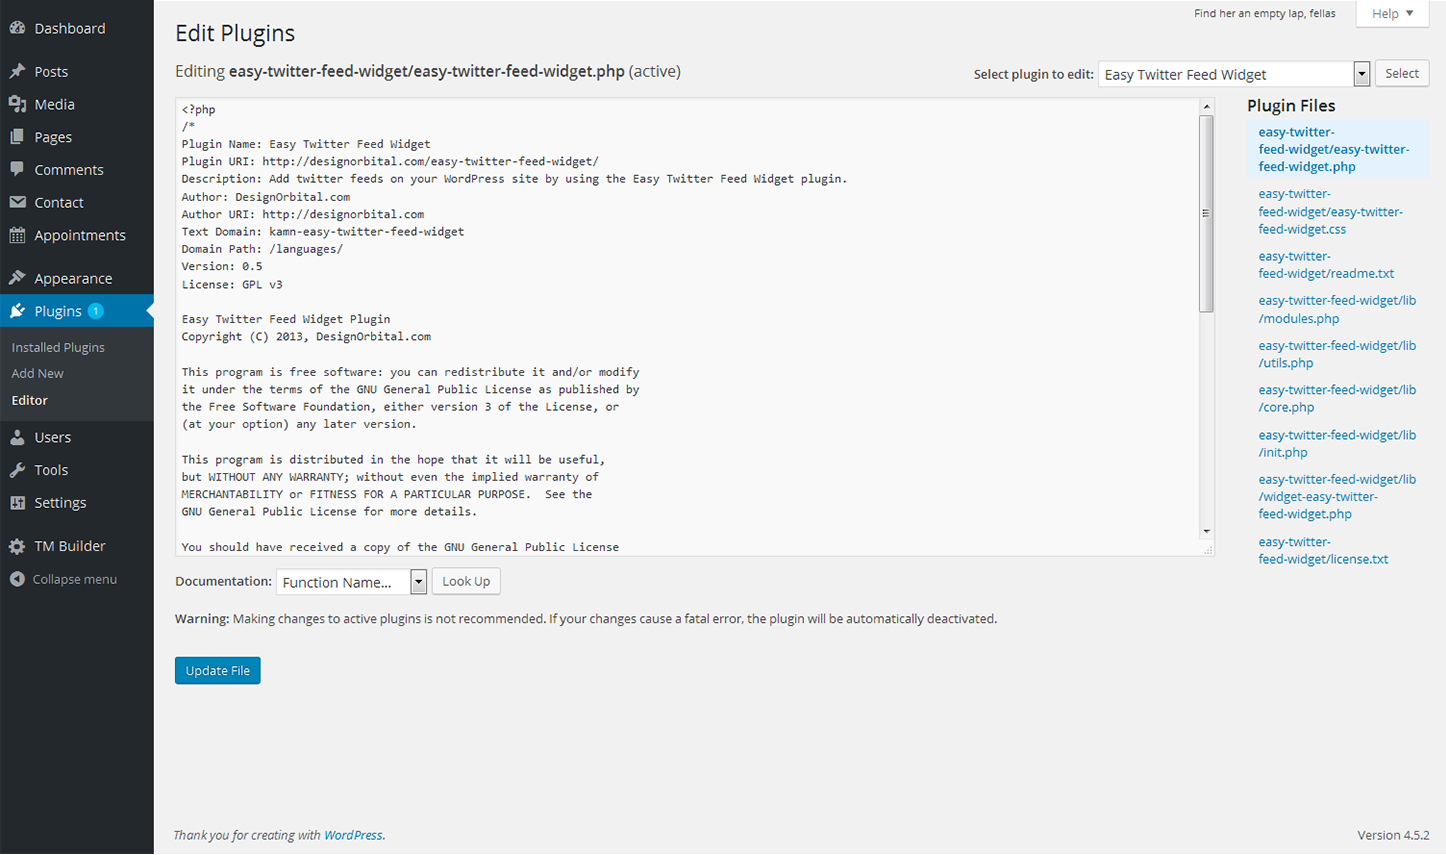 Dashboard
Posts
Media
Pages
Comments
Contact
Appointments
Appearance
Plugins 1
Installed Plugins
Add New
Editor
Users
Tools
Settings
TM Builder
Collapse menu
Find her an empty lap, fellas
Help
Edit Plugins
Editing easy-twitter-feed-widget/easy-twitter-feed-widget.php (active)
Select plugin to edit: Easy Twitter Feed Widget Select
<?php
/*
Plugin Name: Easy Twitter Feed Widget
Plugin URI: http://designorbital.com/easy-twitter-feed-widget/
Description: Add twitter feeds on your WordPress site by using the Easy Twitter Feed Widget plugin.
Author: DesignOrbital.com
Author URI: http://designorbital.com
Text Domain: kamn-easy-twitter-feed-widget
Domain Path: /languages/
Version: 0.5
License: GPL v3
Easy Twitter Feed Widget Plugin
Copyright (C) 2013, DesignOrbital.com
This program is free software: you can redistribute it and/or modify
it under the terms of the GNU General Public License as published by
the Free Software Foundation, either version 3 of the License, or
(at your option) any later version.
This program is distributed in the hope that it will be useful,
but WITHOUT ANY WARRANTY; without even the implied warranty of
MERCHANTABILITY or FITNESS FOR A PARTICULAR PURPOSE.  See the
GNU General Public License for more details.
You should have received a copy of the GNU General Public License
Plugin Files
easy-twitter-
feed-widget/easy-twitter-
feed-widget.php
easy-twitter-
feed-widget/easy-twitter-
feed-widget.css
easy-twitter-
feed-widget/readme.txt
easy-twitter-feed-widget/lib
/modules.php
easy-twitter-feed-widget/lib
/utils.php
easy-twitter-feed-widget/lib
/core.php
easy-twitter-feed-widget/lib
/init.php
easy-twitter-feed-widget/lib
/widget-easy-twitter-
feed-widget.php
easy-twitter-
feed-widget/license.txt
Documentation: Function Name... Look Up
Warning: Making changes to active plugins is not recommended. If your changes cause a fatal error, the plugin will be automatically deactivated.
Update File
Thank you for creating with WordPress.
Version 4.5.2